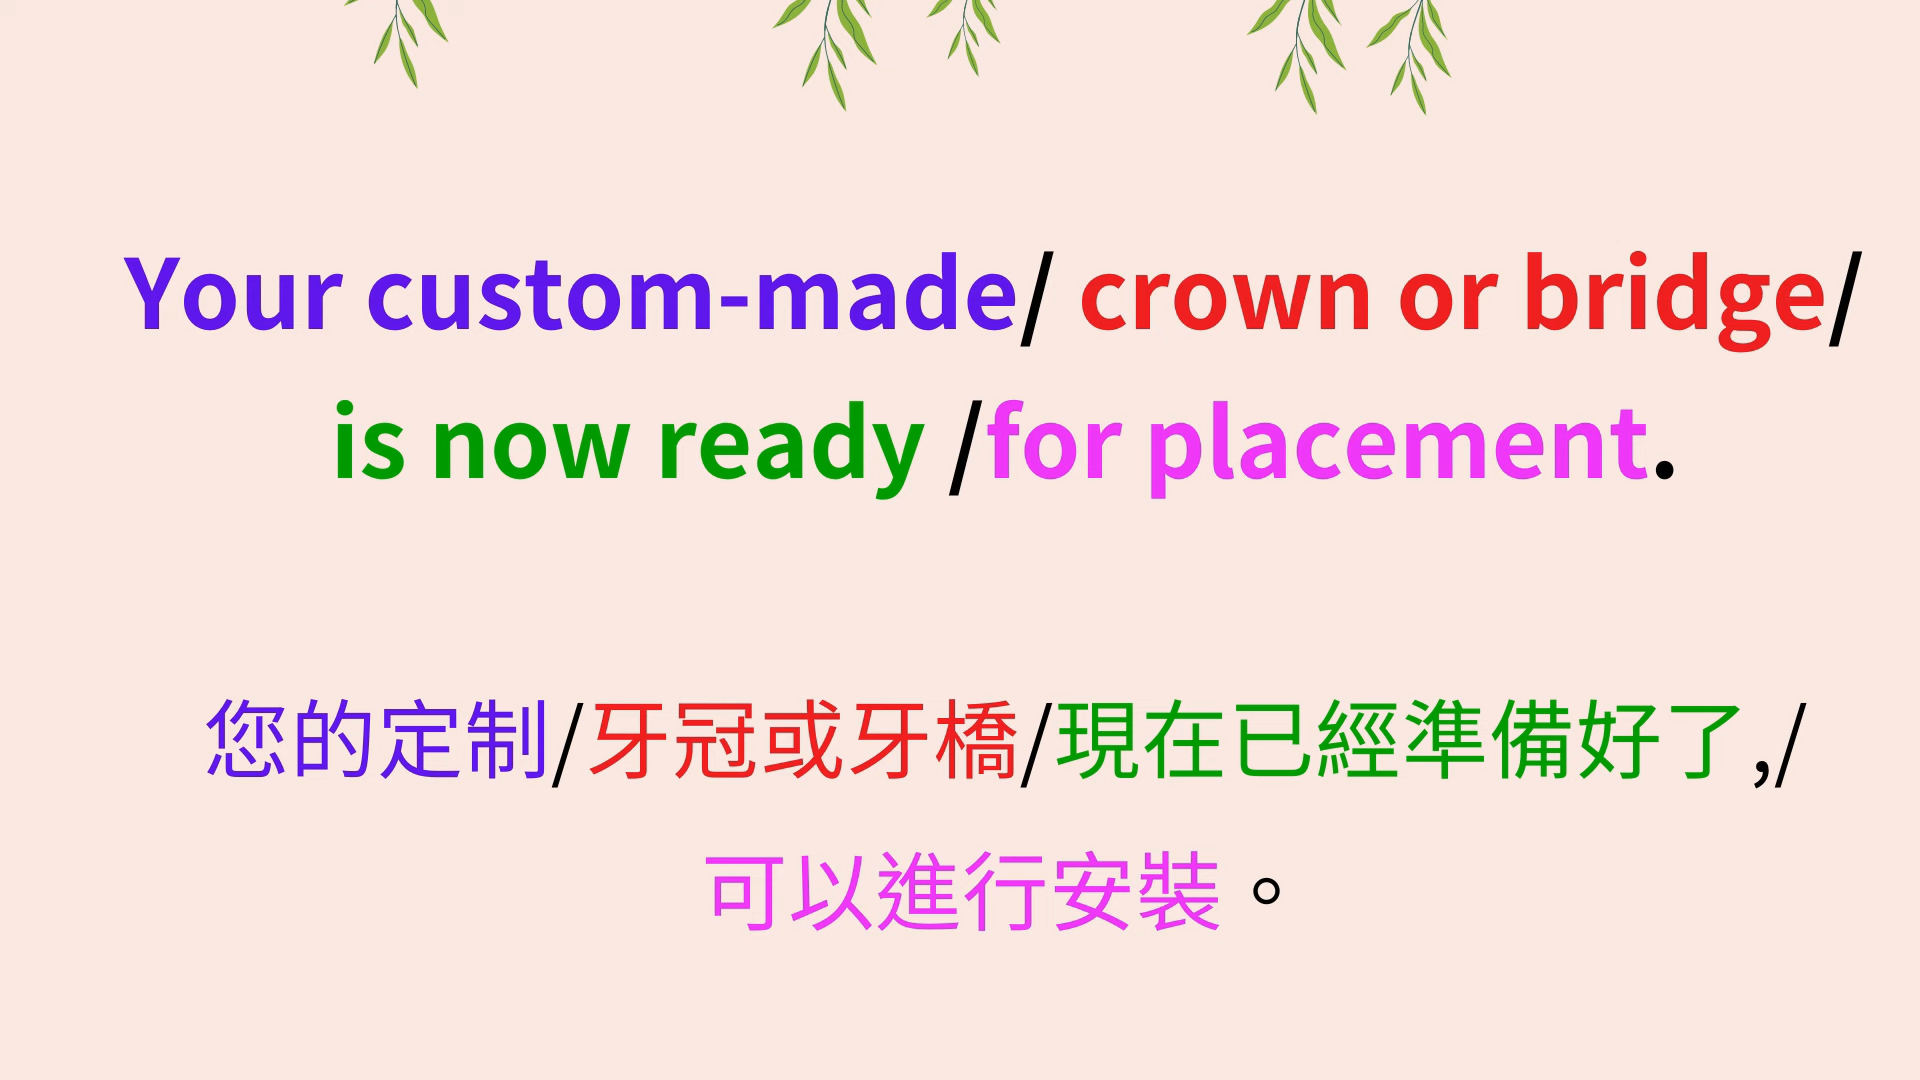 Your custom-made/ crown or bridge/
is now ready /for placement.
您的定制/牙冠或牙橋/現在已經準備好了,/
可以進行安裝。